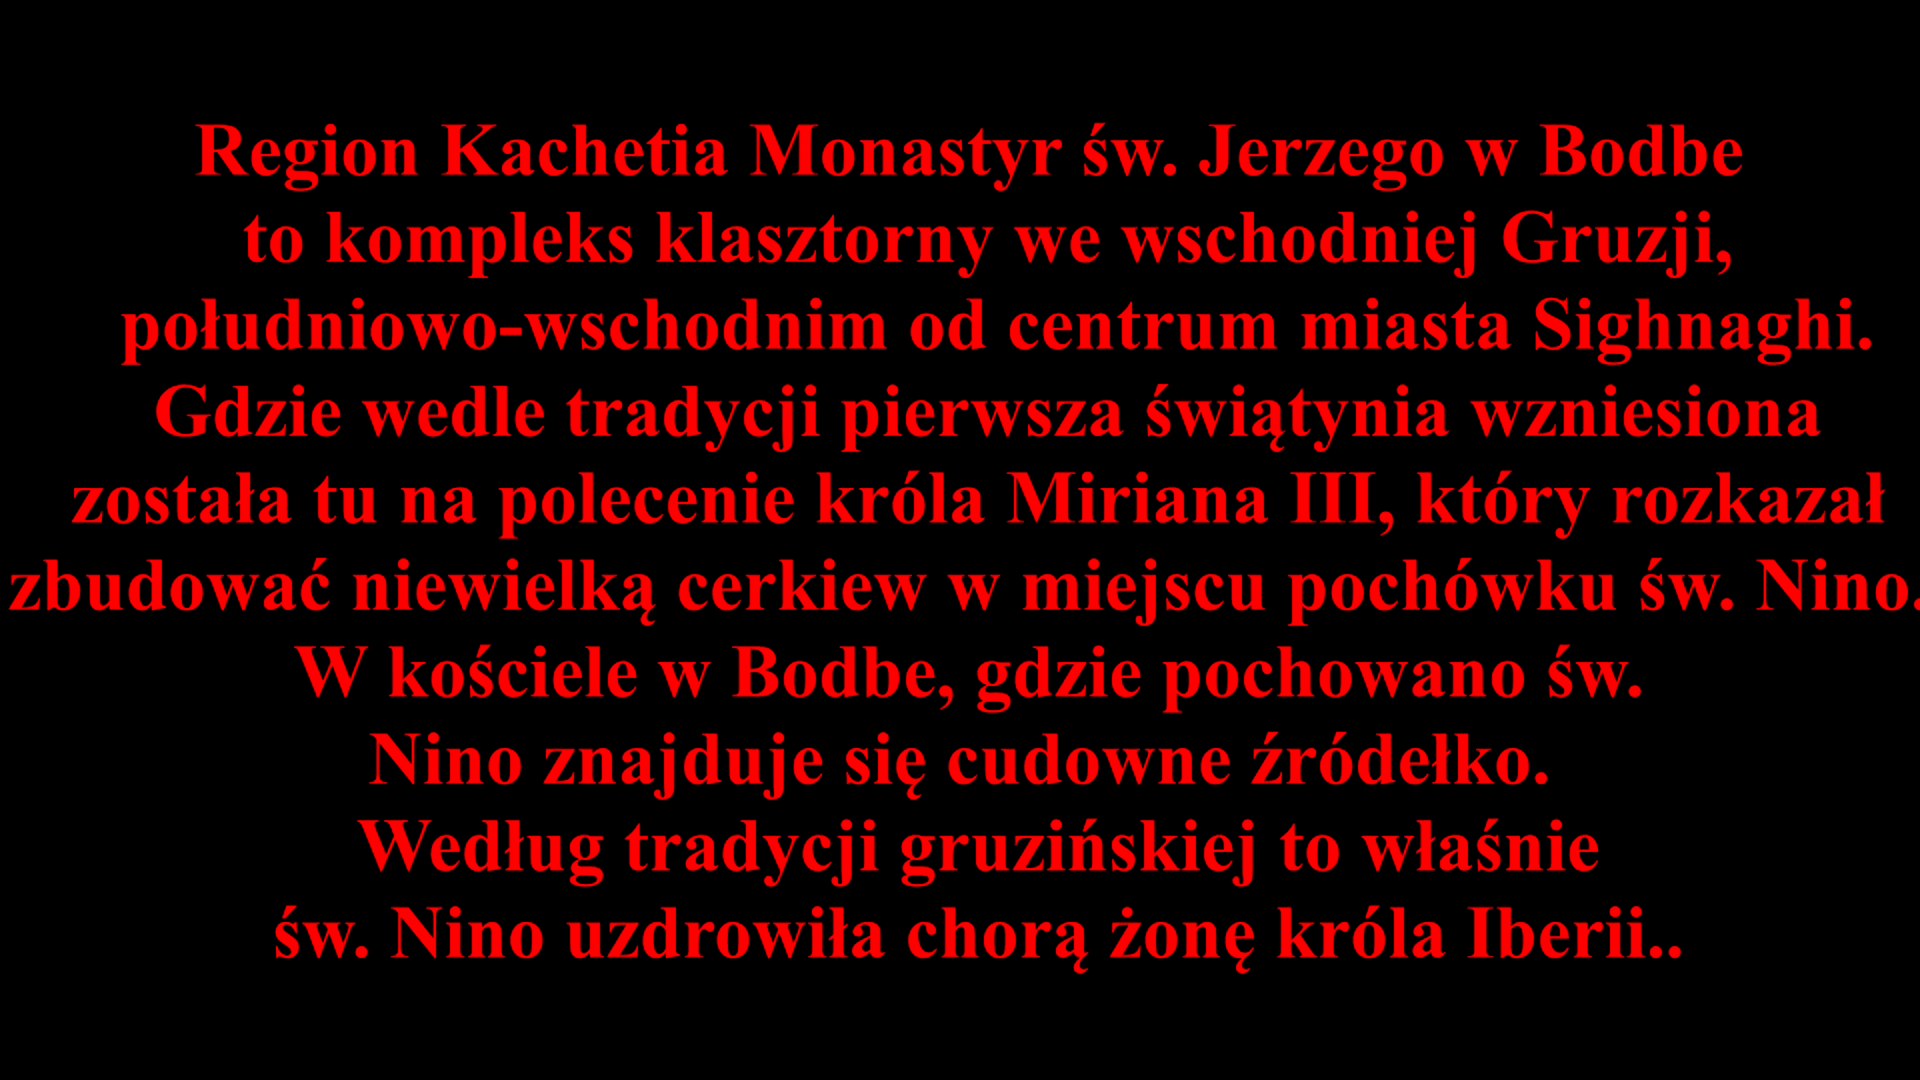 Region Kachetia Monastyr św. Jerzego w Bodbe
to kompleks klasztorny we wschodniej Gruzji,
południowo-wschodnim od centrum miasta Sighnaghi.
Gdzie wedle tradycji pierwsza świątynia wzniesiona
została tu na polecenie króla Miriana III, który rozkazał
zbudować niewielką cerkiew w miejscu pochówku św. Nino.
W kościele w Bodbe, gdzie pochowano św.
Nino znajduje się cudowne źródełko.
Według tradycji gruzińskiej to właśnie
św. Nino uzdrowiła chorą żonę króla Iberii..